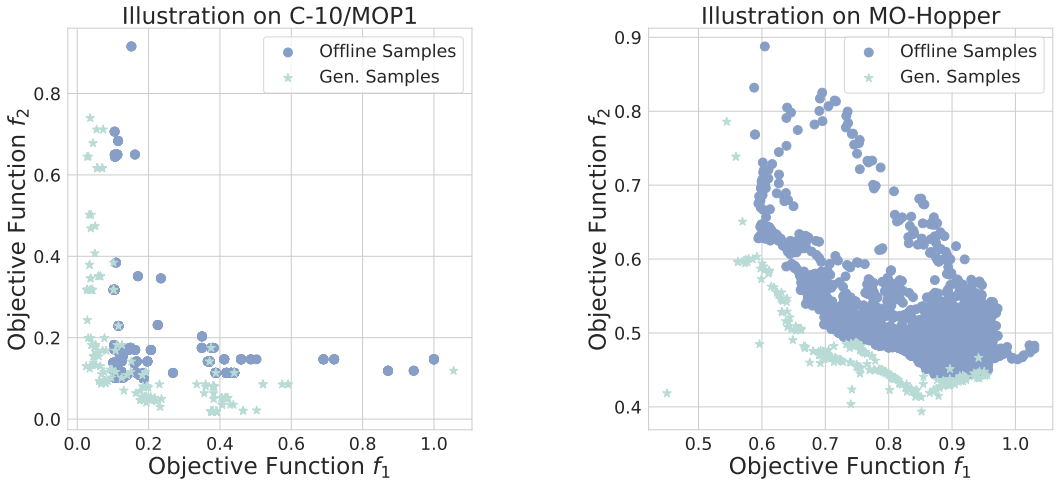 Illustration on C-10/MOP1
Offline Samples
Gen. Samples
Objective Function f₂
0.8
0.6
0.4
0.2
0.0
0.0 0.2 0.4 0.6 0.8 1.0
Objective Function f₁
Illustration on MO-Hopper
Offline Samples
Gen. Samples
Objective Function f₂
0.9
0.8
0.7
0.6
0.5
0.4
0.5 0.6 0.7 0.8 0.9 1.0
Objective Function f₁